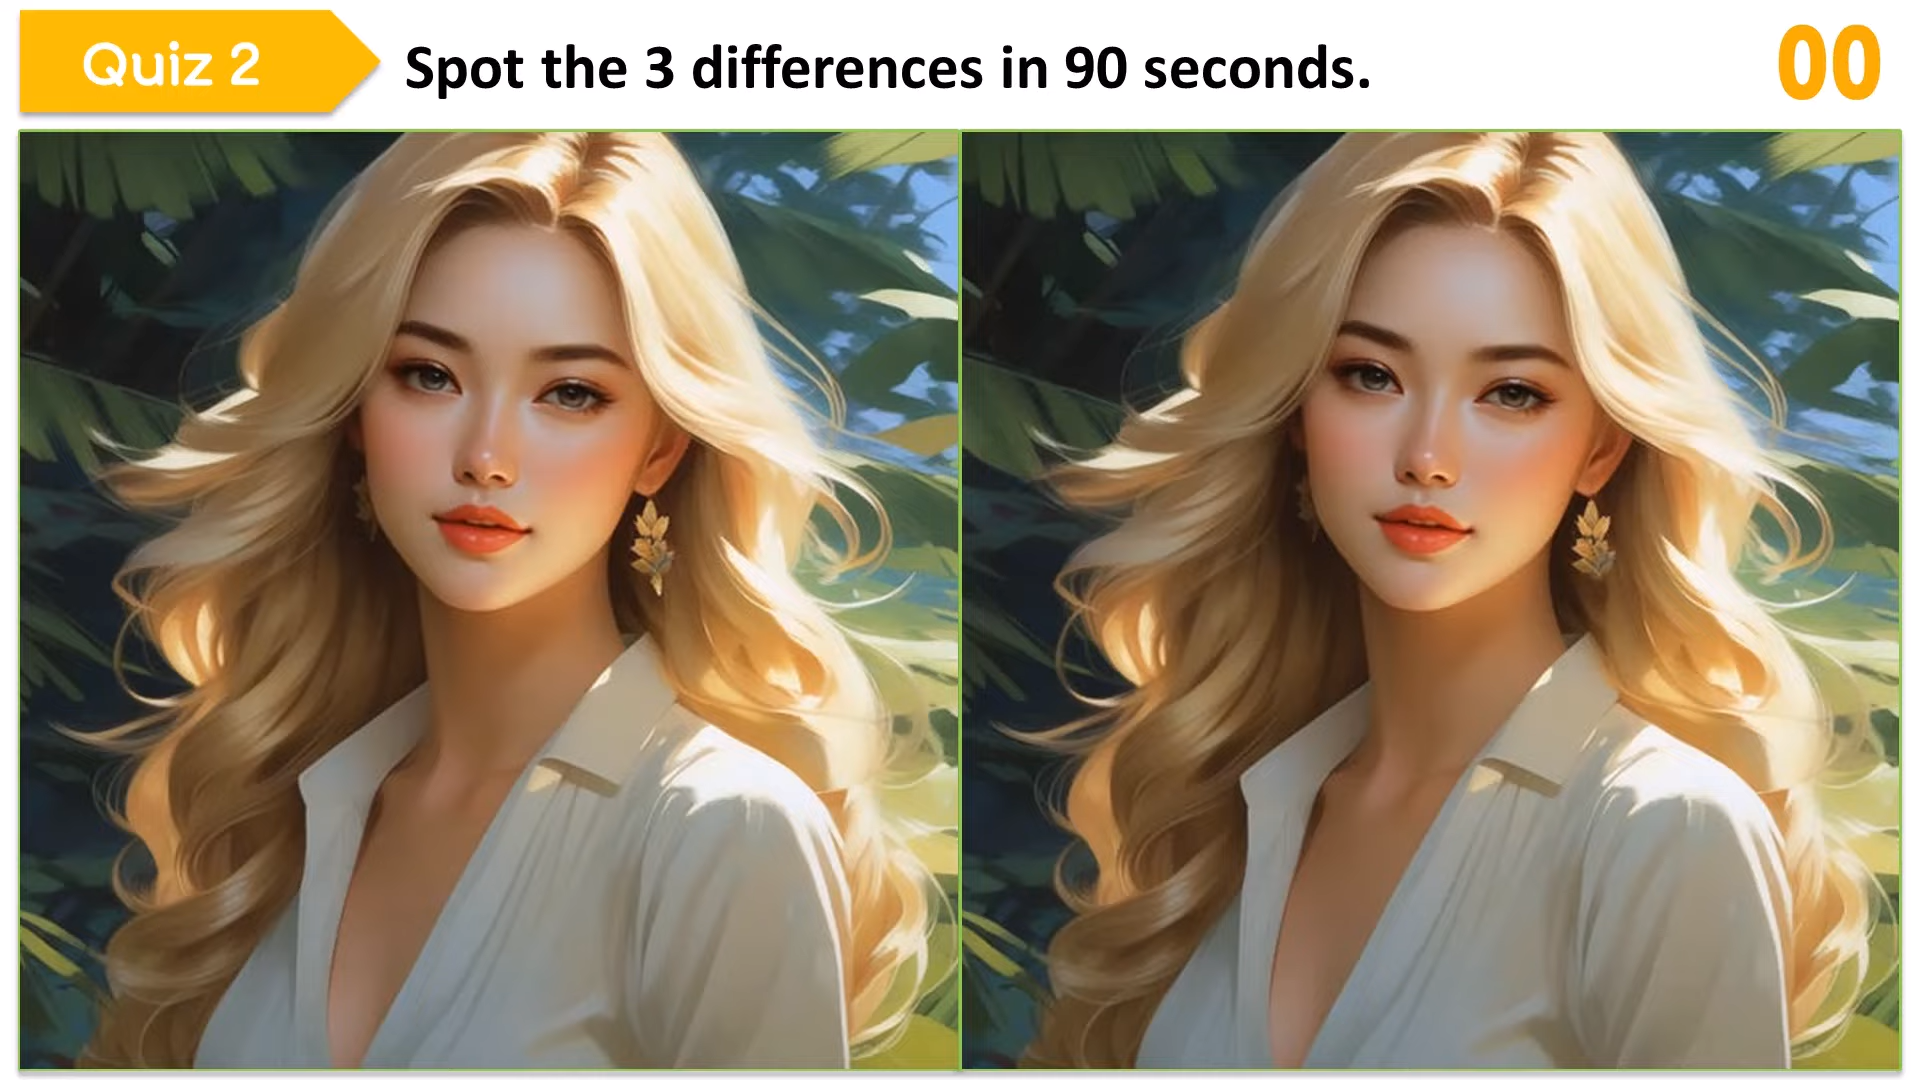 Quiz 2
Spot the 3 differences in 90 seconds.
00